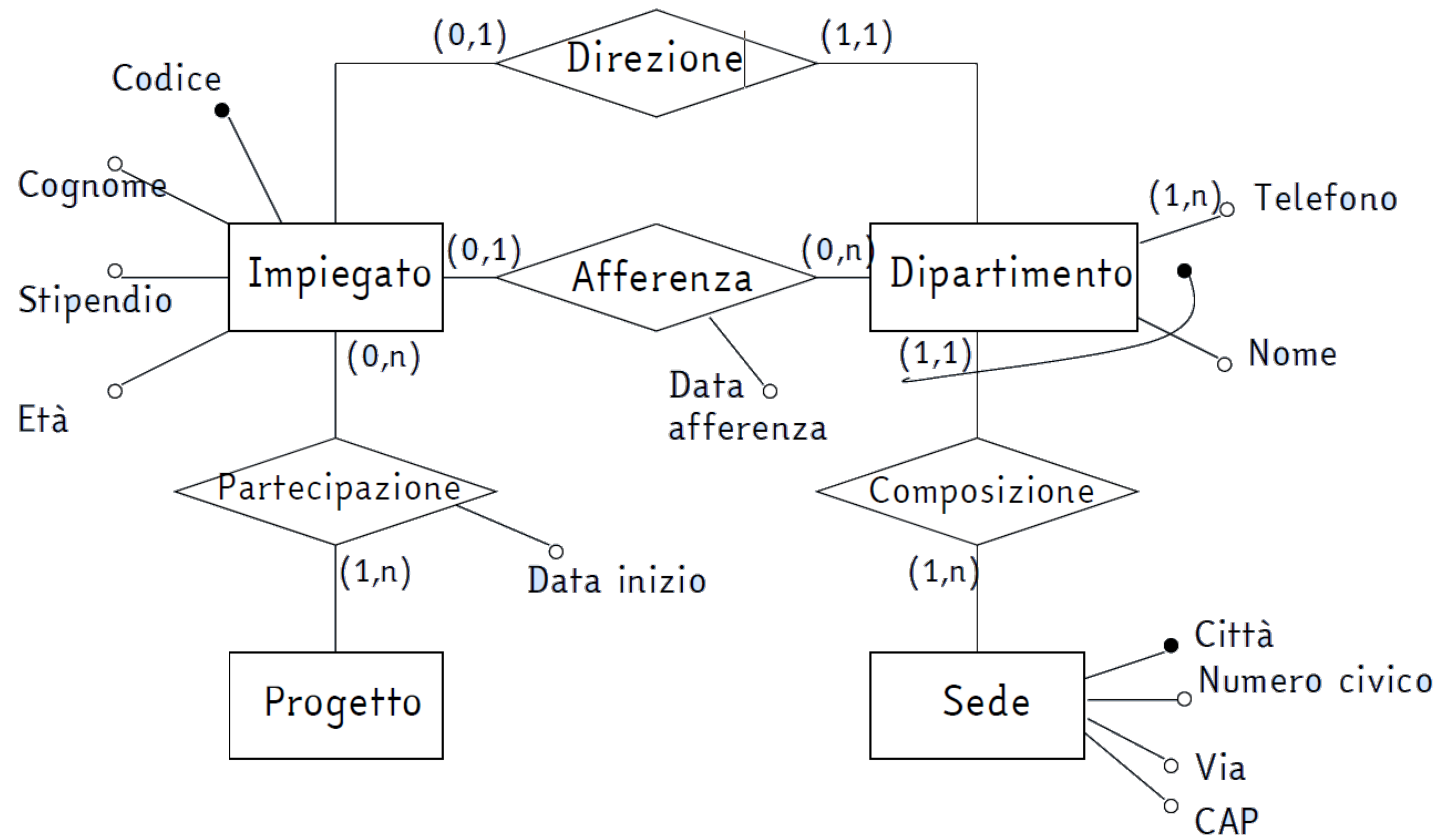 (0,1)
Direzione
(1,1)
Codice
Cognome
(1,n)
Telefono
Impiegato
(0,1)
Afferenza
(0,n)
Dipartimento
Stipendio
(0,n)
(1,1)
Nome
Data
afferenza
Età
Partecipazione
Composizione
(1,n)
Data inizio
(1,n)
Città
Numero civico
Progetto
Sede
Via
CAP